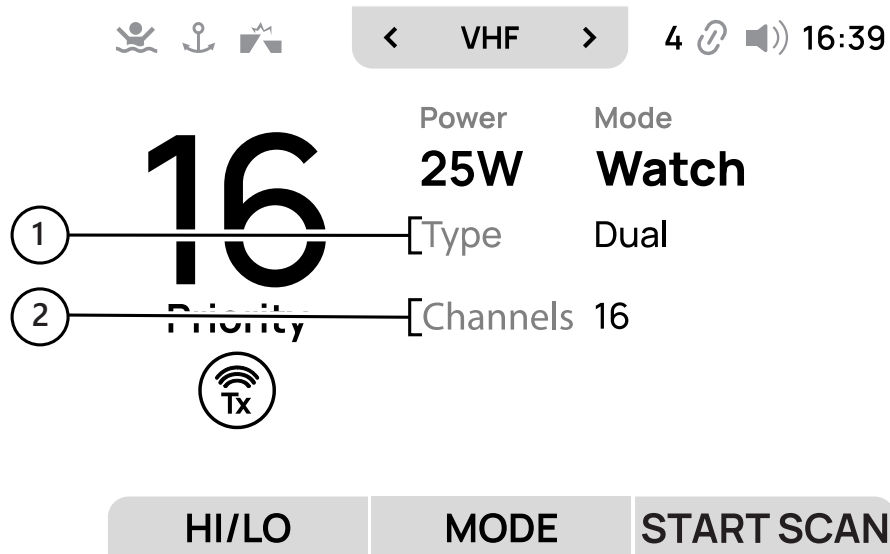 < VHF > 4 16:39
16
Power Mode
25W Watch
1 Type Dual
2 Channels 16
Priority
Tx
HI/LO MODE START SCAN